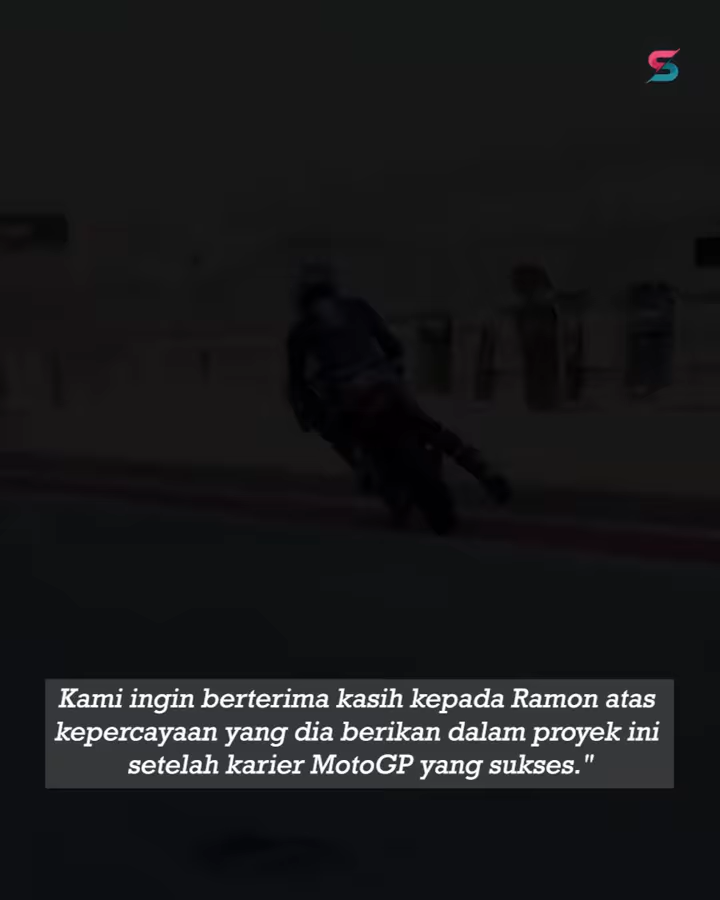 Kami ingin berterima kasih kepada Ramon atas
kepercayaan yang dia berikan dalam proyek ini
setelah karier MotoGP yang sukses."